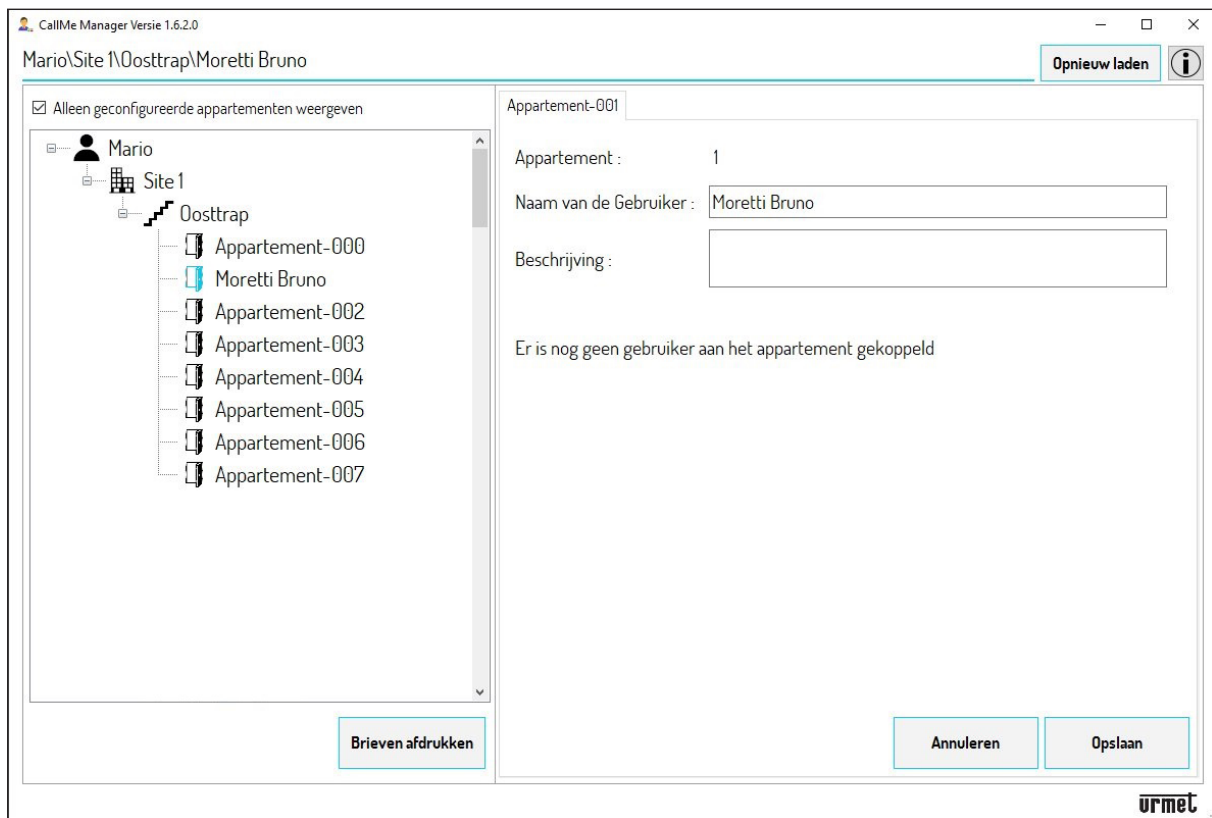 CallMe Manager Versie 1.6.2.0
Mario\Site 1\Oosttrap\Moretti Bruno
Opnieuw laden
Alleen geconfigureerde appartementen weergeven
Mario
Site 1
Oosttrap
Appartement-000
Moretti Bruno
Appartement-002
Appartement-003
Appartement-004
Appartement-005
Appartement-006
Appartement-007
Brieven afdrukken
Appartement-001
Appartement : 1
Naam van de Gebruiker : Moretti Bruno
Beschrijving :
Er is nog geen gebruiker aan het appartement gekoppeld
Annuleren
Opslaan
urmet